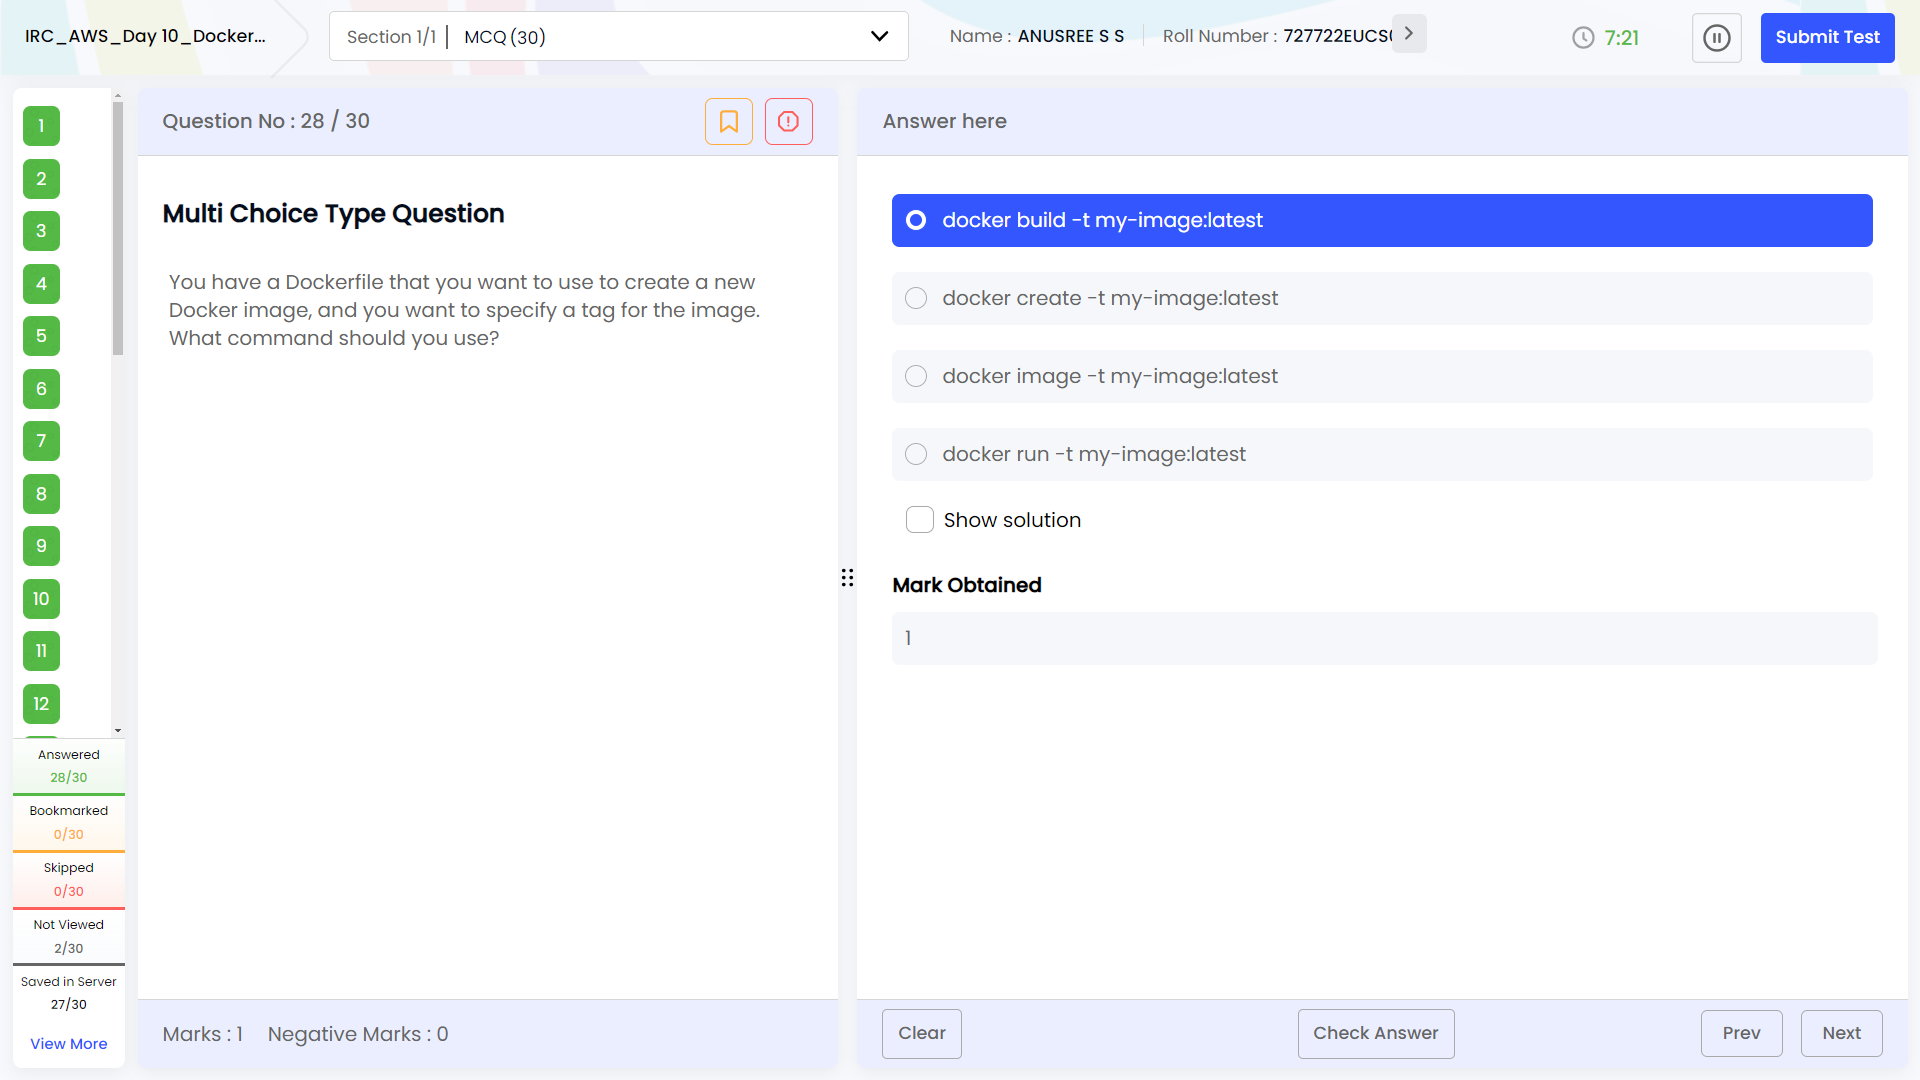 IRC_AWS_Day 10_Docker...
Section 1/1
MCQ (30)
Name : ANUSREE S S
Roll Number :
7:21
Submit Test
1
2
3
4
5
6
7
8
9
10
11
12
Answered
28/30
Bookmarked
0/30
Skipped
0/30
Not Viewed
2/30
Saved in Server
27/30
View More
Question No : 28 / 30
Multi Choice Type Question
You have a Dockerfile that you want to use to create a new
Docker image, and you want to specify a tag for the image.
What command should you use?
Marks : 1
Negative Marks : 0
Answer here
docker build -t my-image:latest
docker create -t my-image:latest
docker image -t my-image:latest
docker run -t my-image:latest
Show solution
Mark Obtained
1
Clear
Check Answer
Prev
Next